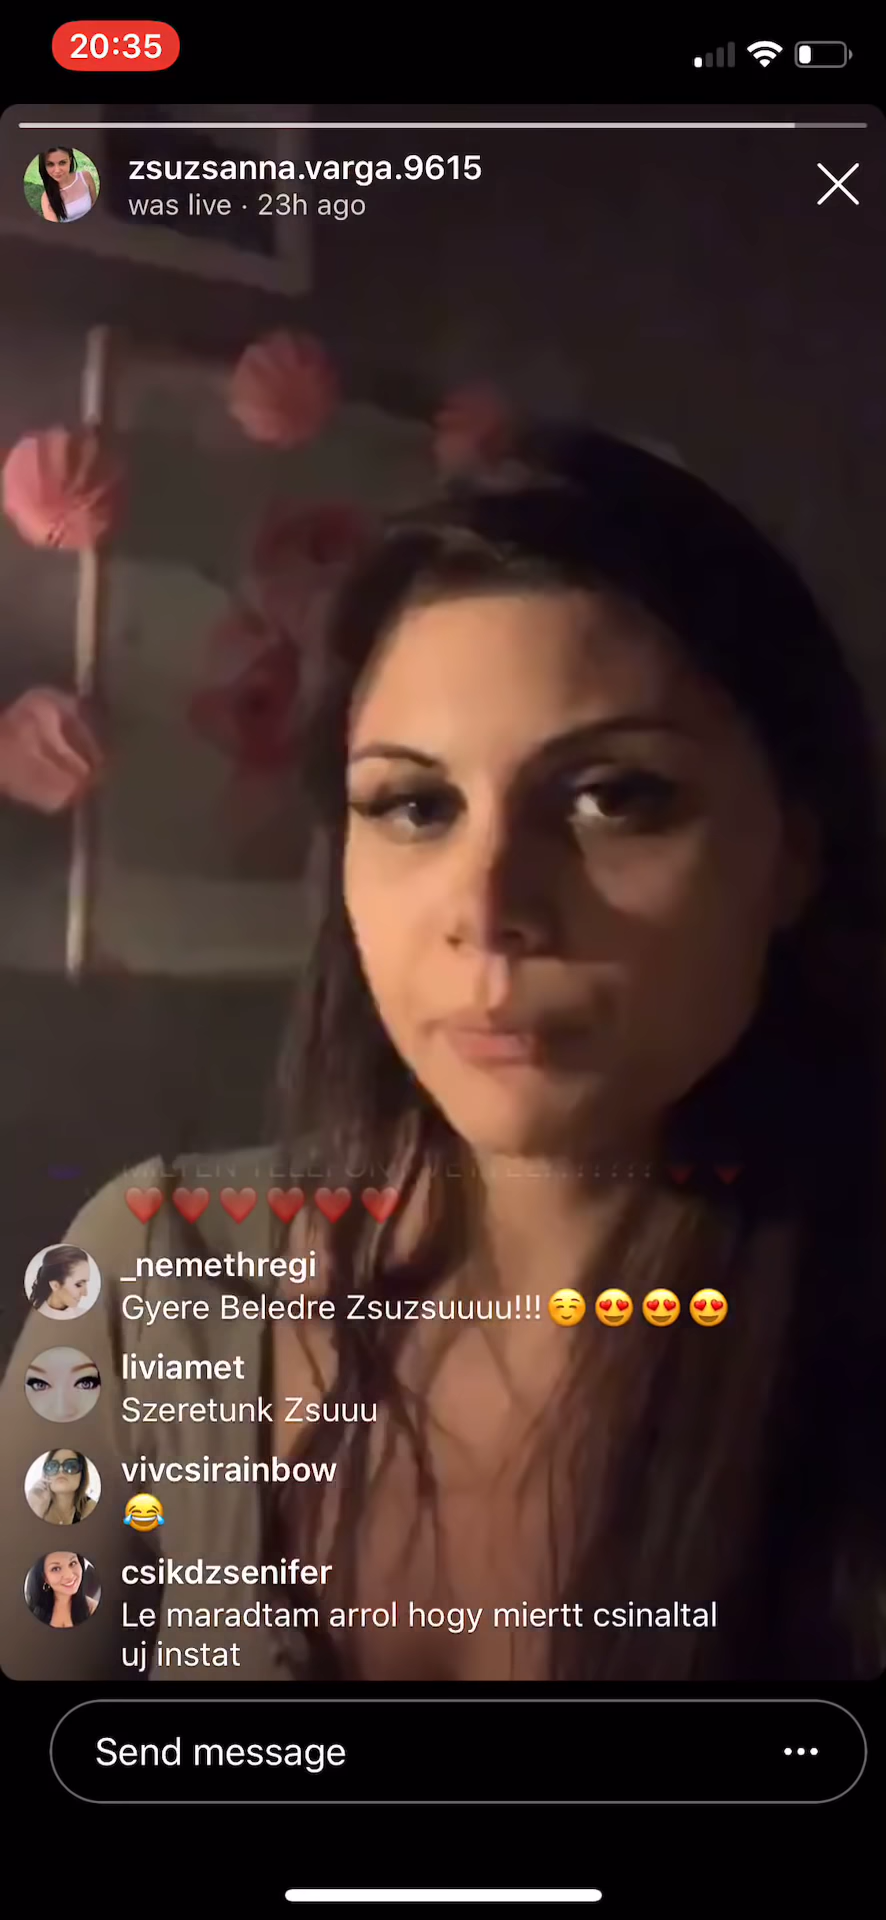 20:35
zsuzsanna.varga.9615
was live · 23h ago
❤️❤️❤️❤️❤️❤️
_nemethregi
Gyere Beledre Zsuzsuuuu!!!☺️😍😍😍
liviamet
Szeretunk Zsuuu
vivcsirainbow
😂
csikdzsenifer
Le maradtam arrol hogy miertt csinaltal
uj instat
Send message